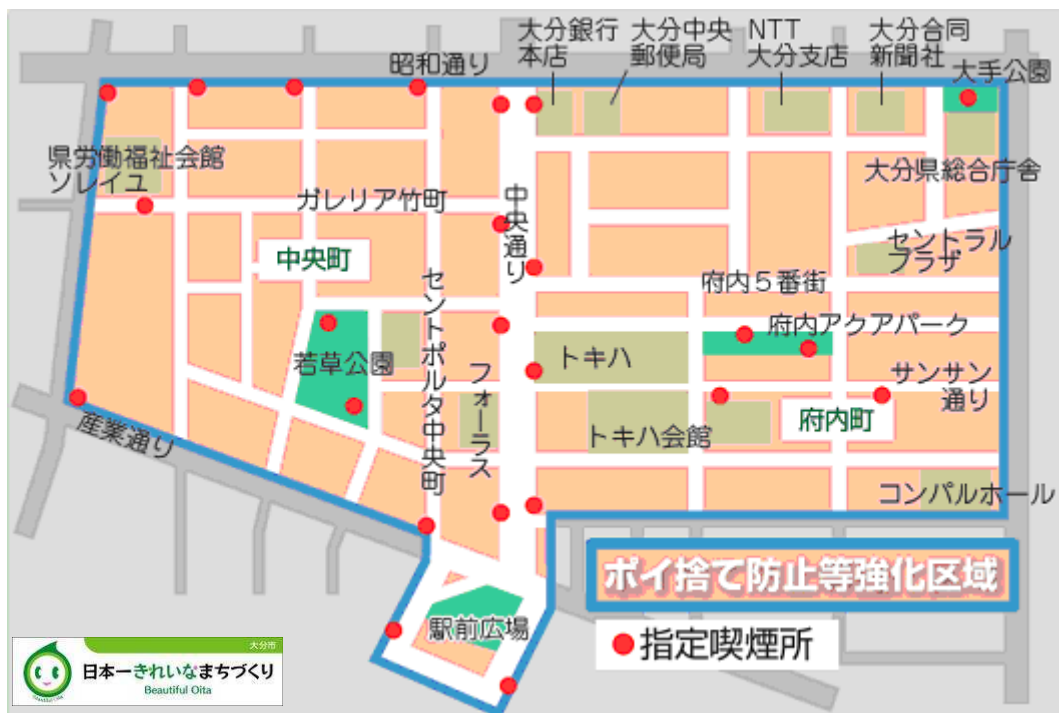 大分銀行
本店
大分中央
郵便局
NTT
大分支店
大分合同
新聞社
昭和通り
大手公園
県労働福祉会館
ソレイユ
大分県総合庁舎
ガレリア竹町
中央通り
中央町
セントラル
プラザ
府内5番街
府内アクアパーク
若草公園
セントポルタ中央町
フォーラス
トキハ
サンサン
通り
産業通り
トキハ会館
府内町
コンパルホール
ポイ捨て防止等強化区域
駅前広場
指定喫煙所
大分市
日本一きれいなまちづくり
Beautiful Oita